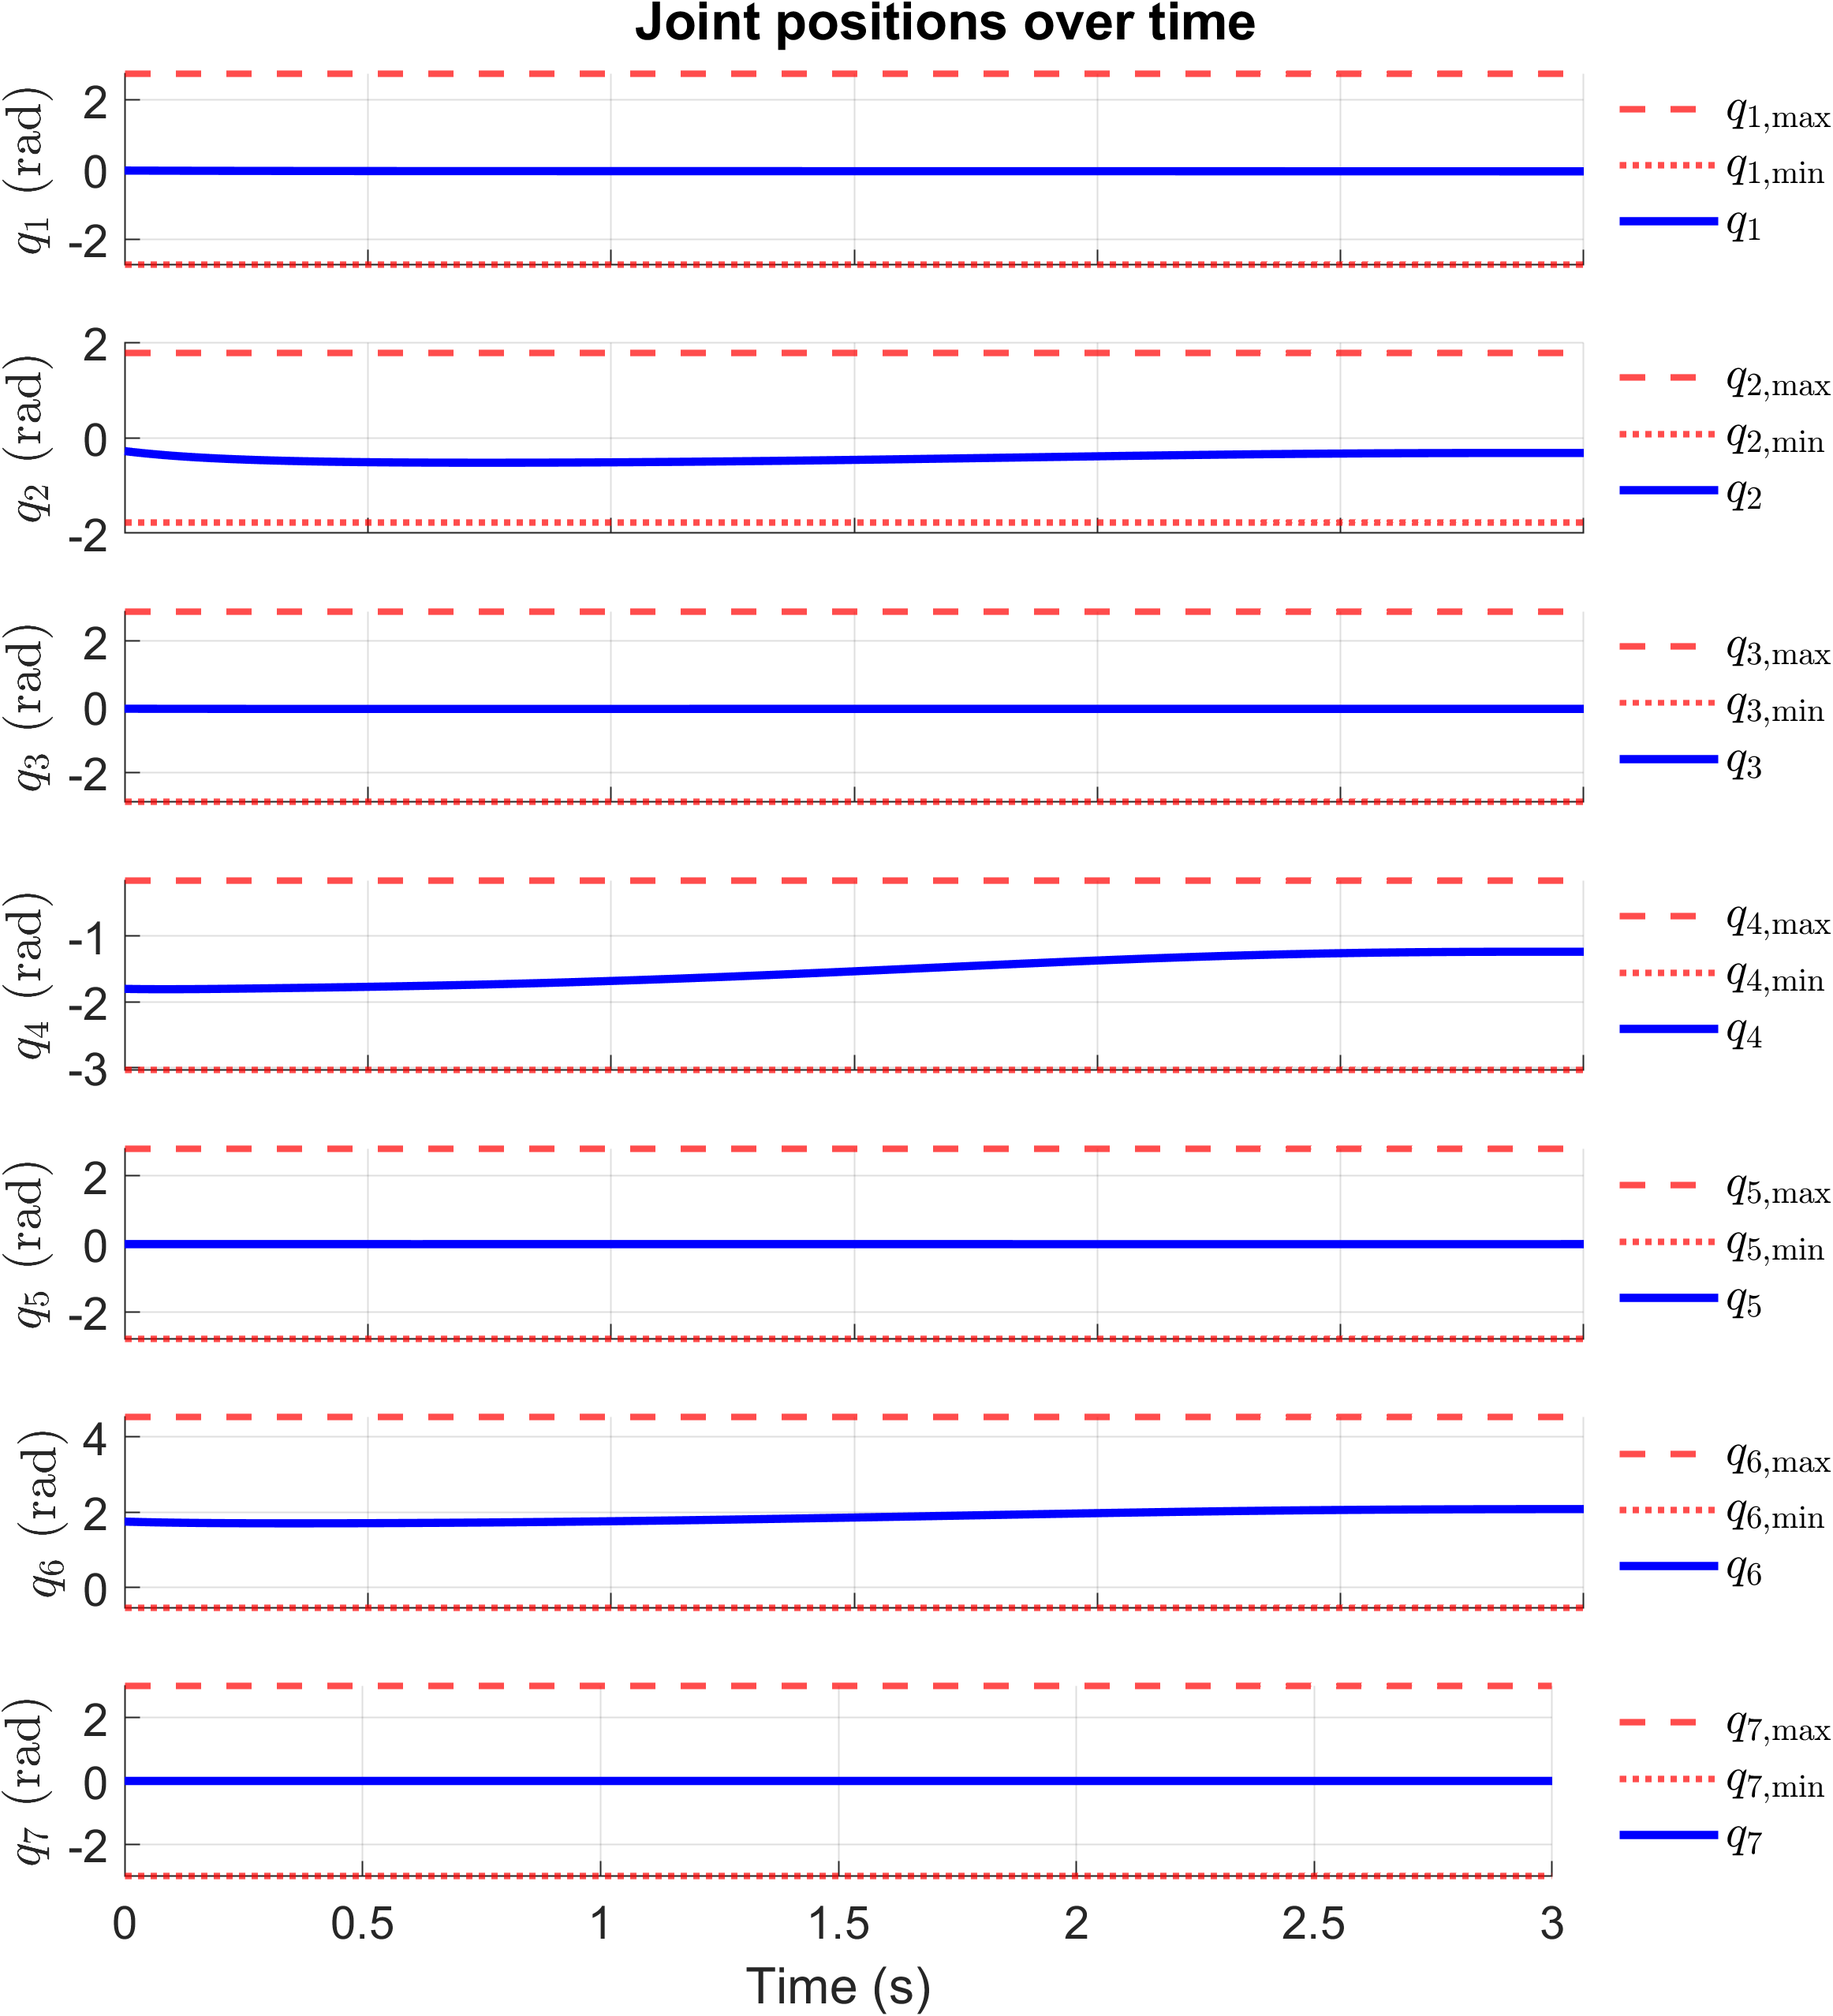 Joint positions over time
q1 (rad)
2
0
-2
q1,max
q1,min
q1
q2 (rad)
2
0
-2
q2,max
q2,min
q2
q3 (rad)
2
0
-2
q3,max
q3,min
q3
q4 (rad)
-1
-2
-3
q4,max
q4,min
q4
q5 (rad)
2
0
-2
q5,max
q5,min
q5
q6 (rad)
4
2
0
q6,max
q6,min
q6
q7 (rad)
2
0
-2
q7,max
q7,min
q7
0 0.5 1 1.5 2 2.5 3
Time (s)